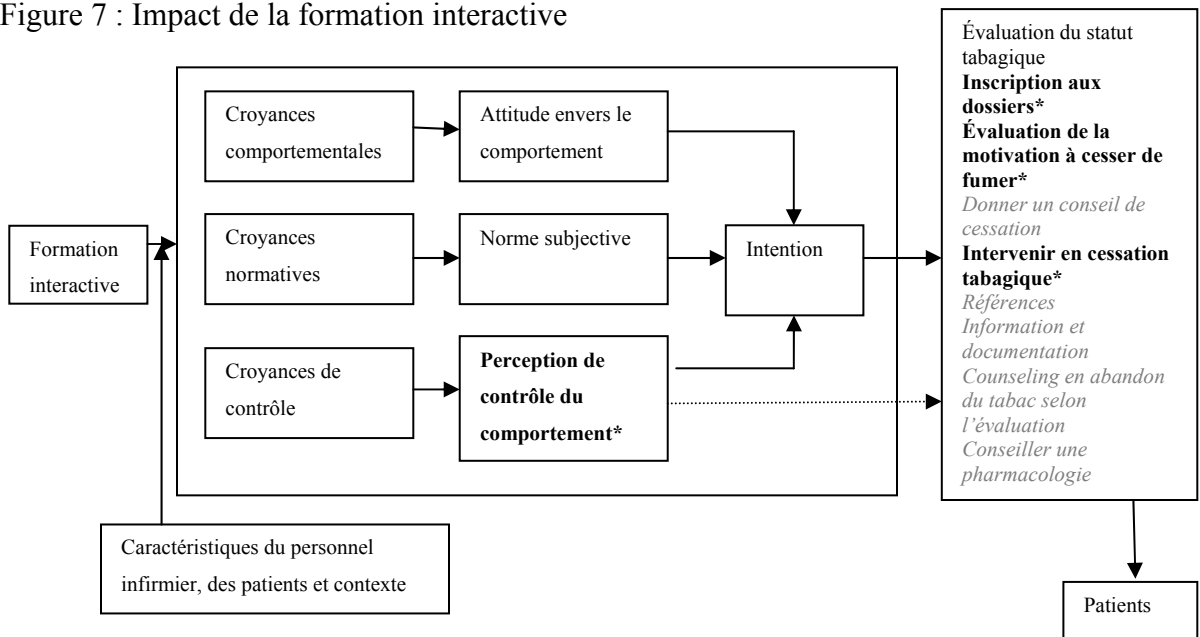 Figure 7 : Impact de la formation interactive
Formation
interactive
Croyances
comportementales
Attitude envers le
comportement
Croyances
normatives
Norme subjective
Croyances de
contrôle
Perception de
contrôle du
comportement*
Intention
Évaluation du statut
tabagique
Inscription aux
dossiers*
Évaluation de la
motivation à cesser de
fumer*
Donner un conseil de
cessation
Intervenir en cessation
tabagique*
Références
Information et
documentation
Counseling en abandon
du tabac selon
l’évaluation
Conseiller une
pharmacologie
Caractéristiques du personnel
infirmier, des patients et contexte
Patients